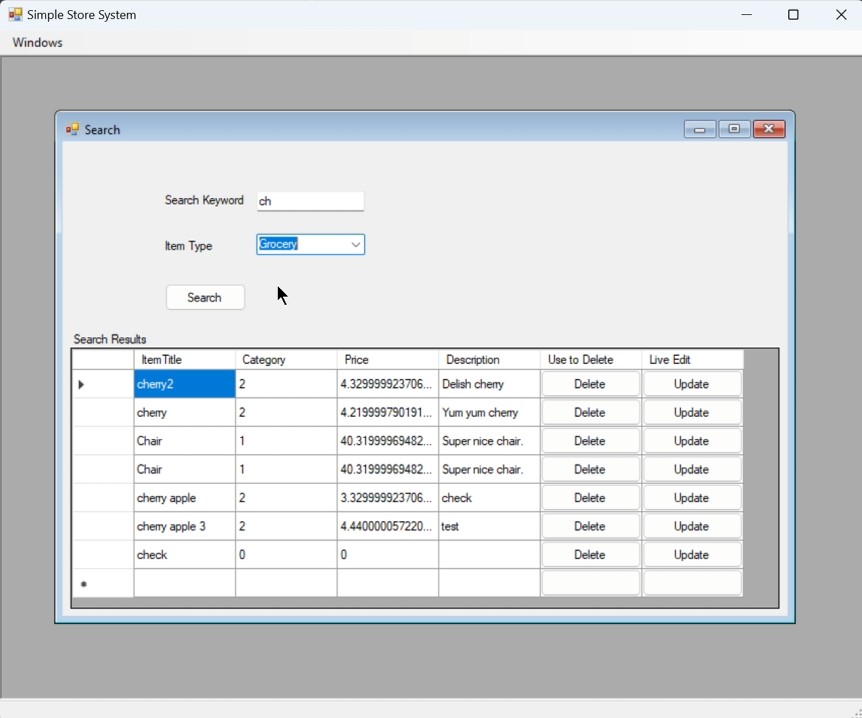 Simple Store System
Windows
Search
Search Keyword ch
Item Type Grocery
Search
Search Results
ItemTitle Category Price Description Use to Delete Live Edit
cherry2 2 4.329999923706... Delish cherry Delete Update
cherry 2 4.219999790191... Yum yum cherry Delete Update
Chair 1 40.31999969482... Super nice chair. Delete Update
Chair 1 40.31999969482... Super nice chair. Delete Update
cherry apple 2 3.329999923706... check Delete Update
cherry apple 3 2 4.440000057220... test Delete Update
check 0 0 Delete Update